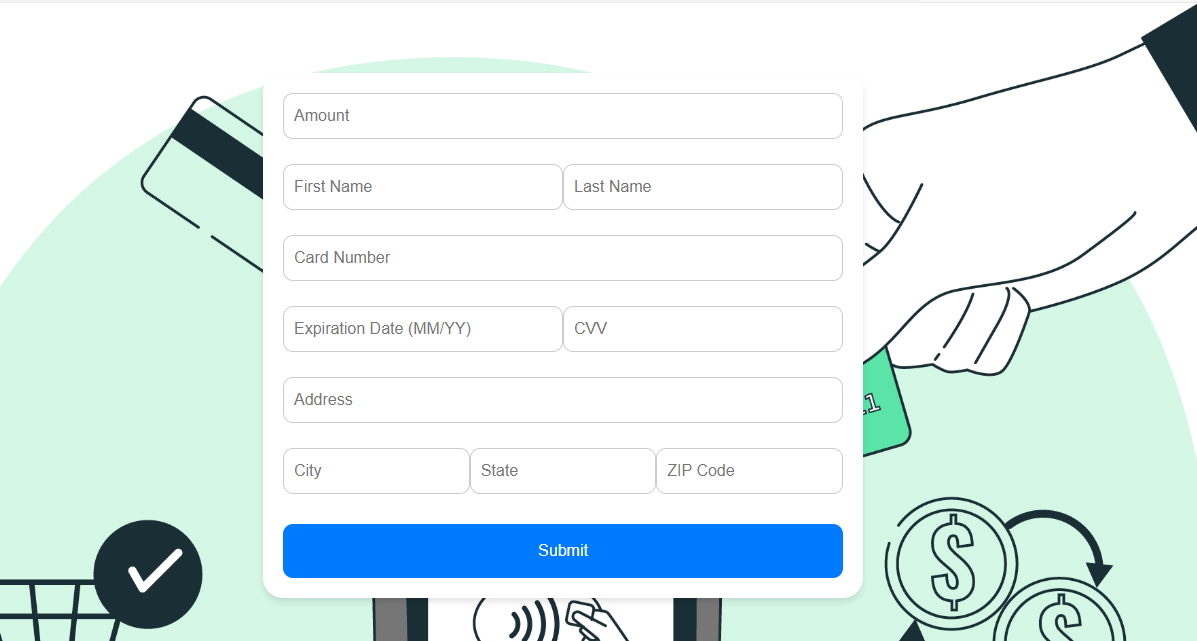 Amount
First Name Last Name
Card Number
Expiration Date (MM/YY) CVV
Address
City State ZIP Code
Submit
$
$